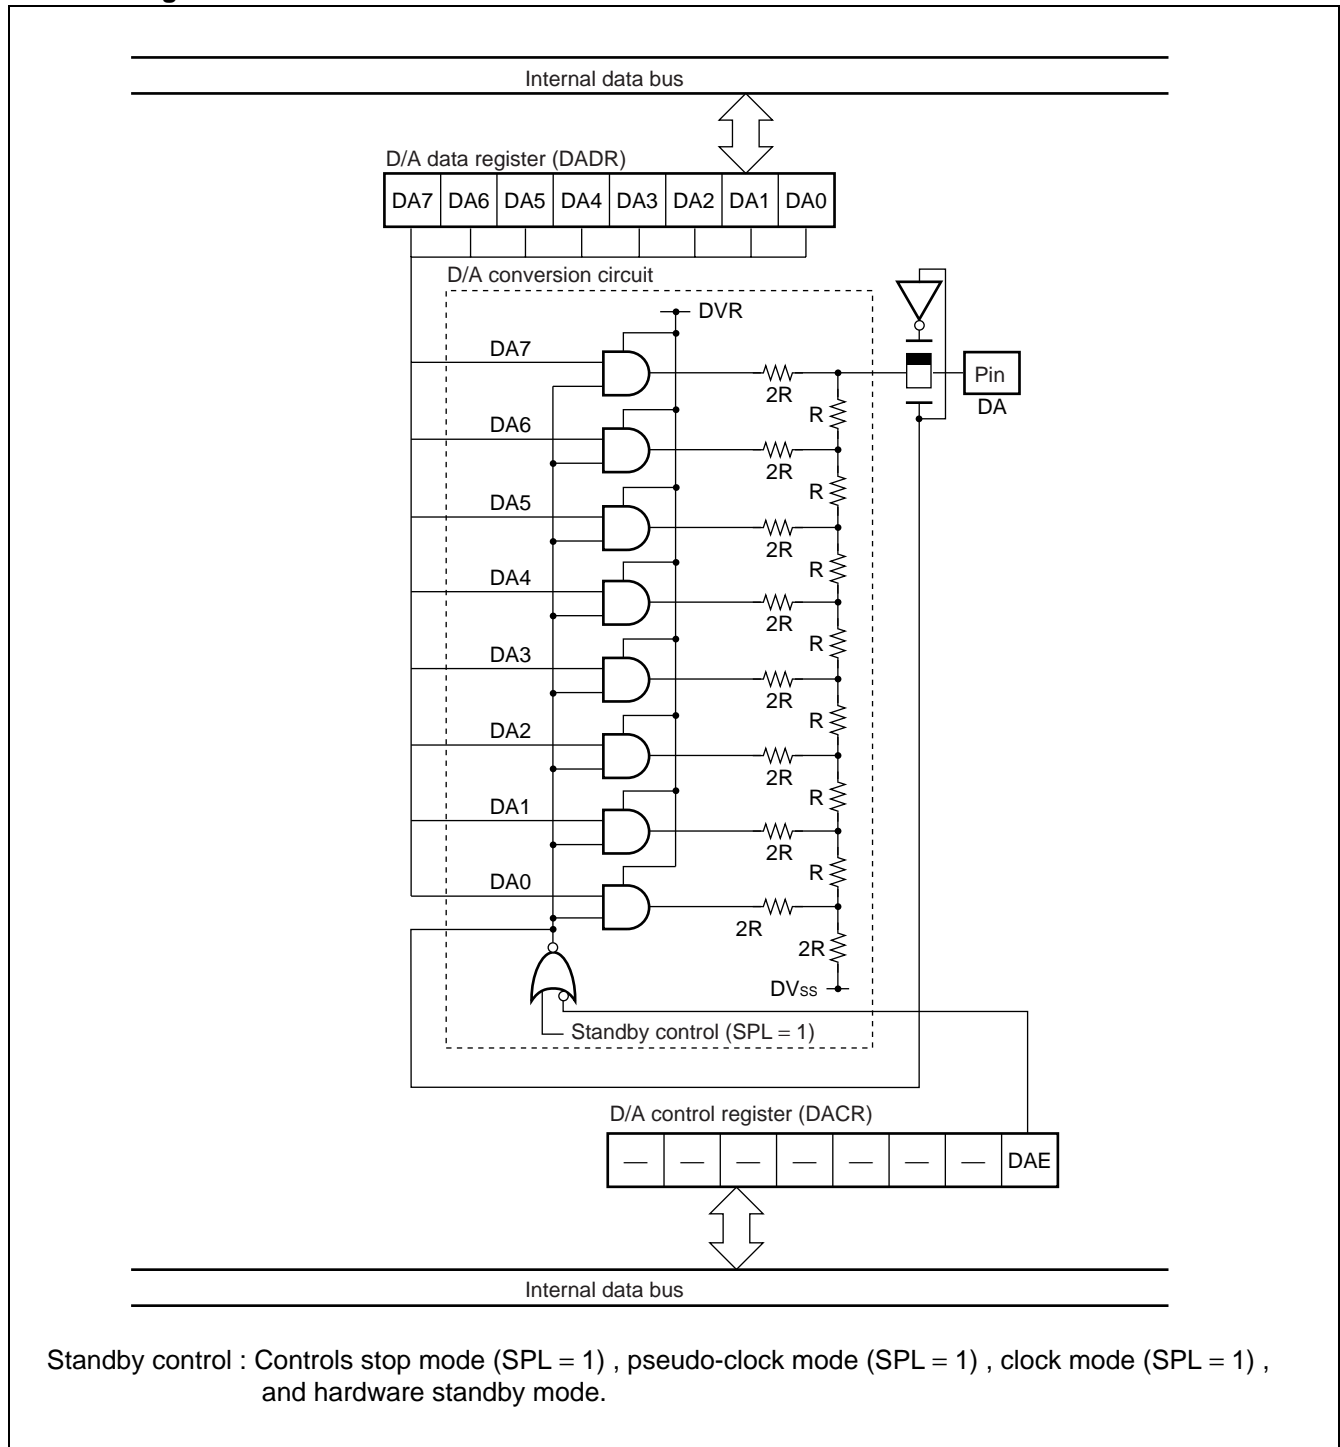 Internal data bus
D/A data register (DADR)
DA7 DA6 DA5 DA4 DA3 DA2 DA1 DA0
D/A conversion circuit
DVR
DA7
2R
R
Pin
DA
DA6
2R
R
DA5
2R
R
DA4
2R
R
DA3
2R
R
DA2
2R
R
DA1
2R
R
DA0
2R
2R
DVss
Standby control (SPL = 1)
D/A control register (DACR)
— — — — — — — DAE
Internal data bus
Standby control : Controls stop mode (SPL = 1) , pseudo-clock mode (SPL = 1) , clock mode (SPL = 1) ,
and hardware standby mode.